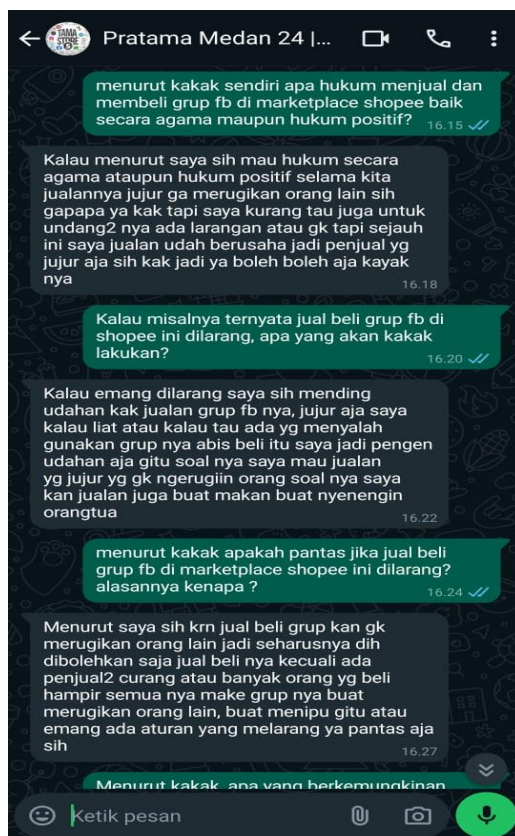 TAMA
STORE
Pratama Medan 24 |...
menurut kakak sendiri apa hukum menjual dan
membeli grup fb di marketplace shopee baik
secara agama maupun hukum positif?
16.15
Kalau menurut saya sih mau hukum secara
agama ataupun hukum positif selama kita
jualannya jujur ga merugikan orang lain sih
gapapa ya kak tapi saya kurang tau juga untuk
undang2 nya ada larangan atau gk tapi sejauh
ini saya jualan udah berusaha jadi penjual yg
jujur aja sih kak jadi ya boleh boleh aja kayak
nya
16.18
Kalau misalnya ternyata jual beli grup fb di
shopee ini dilarang, apa yang akan kakak
lakukan?
16.20
Kalau emang dilarang saya sih mending
udahan kak jualan grup fb nya, jujur aja saya
kalau liat atau kalau tau ada yg menyalah
gunakan grup nya abis beli itu saya jadi pengen
udahan aja gitu soal nya saya mau jualan
yg jujur yg gk ngerugiin orang soal nya saya
kan jualan juga buat makan buat nyenengin
orangtua
16.22
menurut kakak apakah pantas jika jual beli
grup fb di marketplace shopee ini dilarang?
alasannya kenapa ?
16.24
Menurut saya sih krn jual beli grup kan gk
merugikan orang lain jadi seharusnya dih
dibolehkan saja jual beli nya kecuali ada
penjual2 curang atau banyak orang yg beli
hampir semua nya make grup nya buat
merugikan orang lain, buat menipu gitu atau
emang ada aturan yang melarang ya pantas aja
sih
16.27
Menurut kakak, apa yang berkemungkinan
Ketik pesan